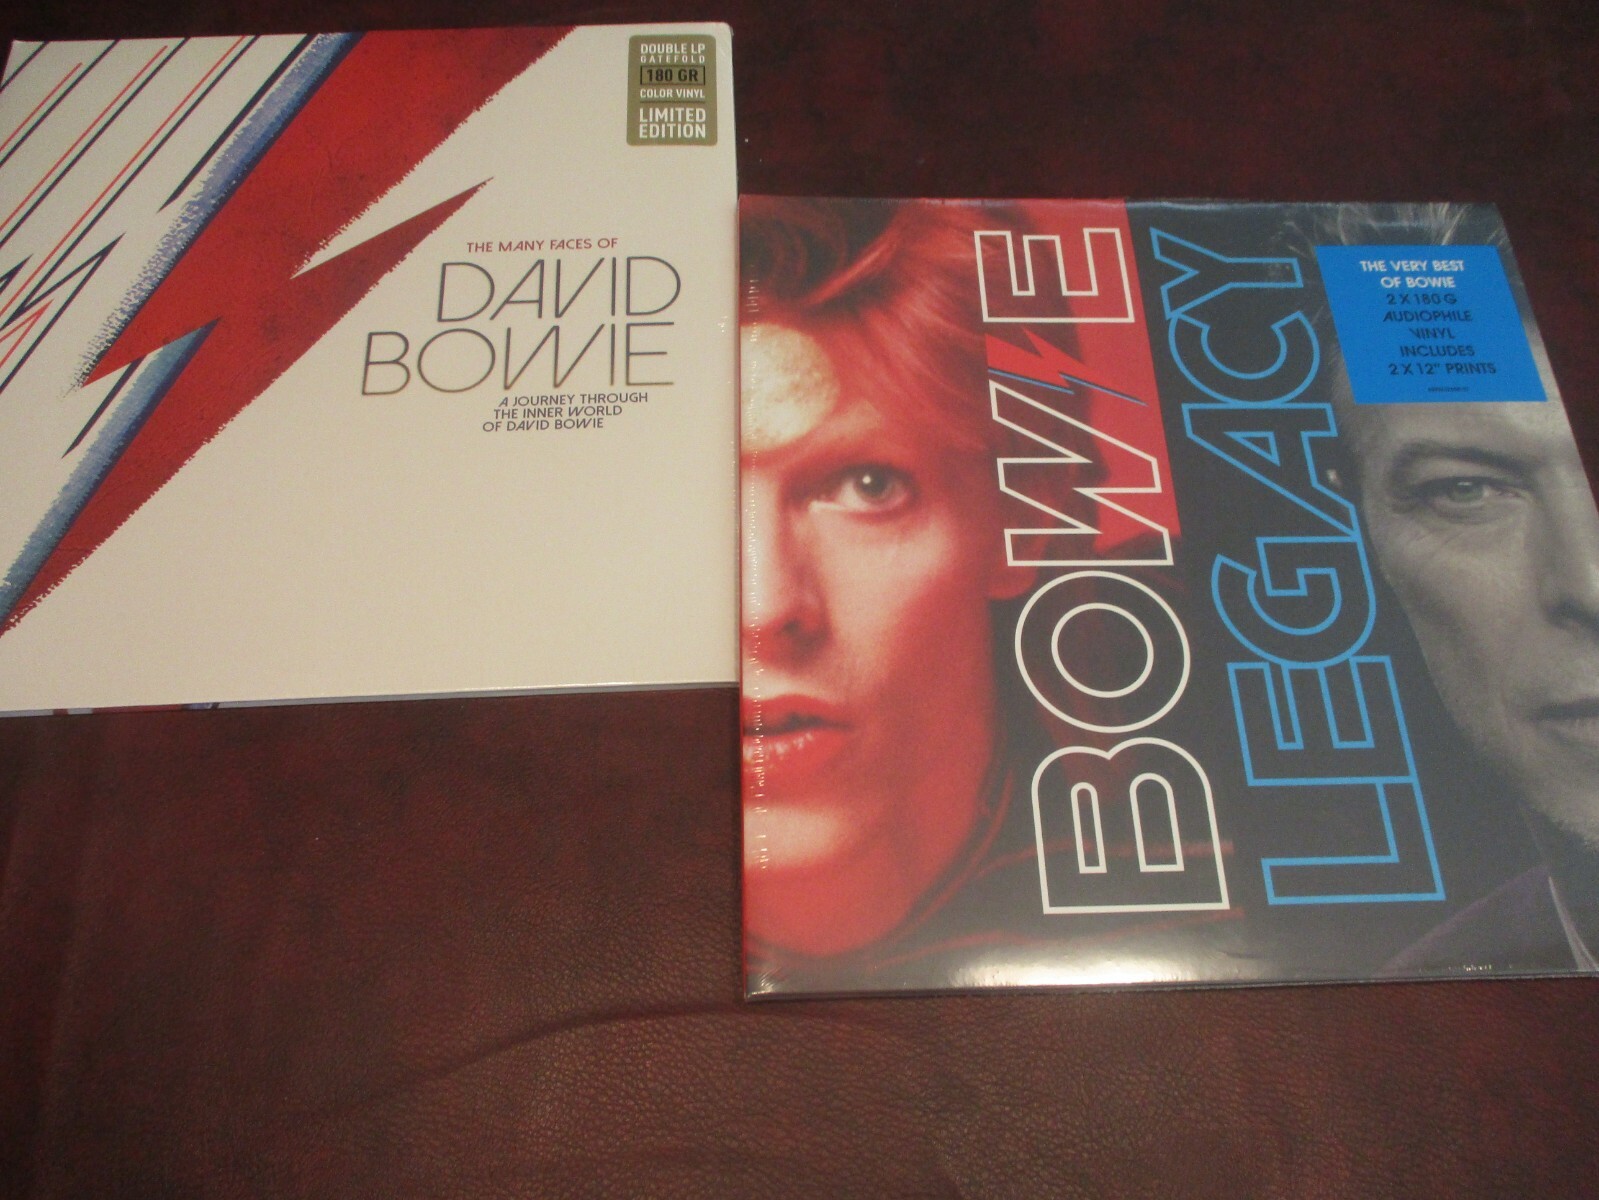 DOUBLE LP
GATEFOLD
180 GR
COLOR VINYL
LIMITED
EDITION
THE MANY FACES OF
DAVID
BOWIE
A JOURNEY THROUGH
THE INNER WORLD
OF DAVID BOWIE
BOWIE
LEGACY
THE VERY BEST
OF BOWIE
2 X 180 G
AUDIOPHILE
VINYL
INCLUDES
2 X 12" PRINTS